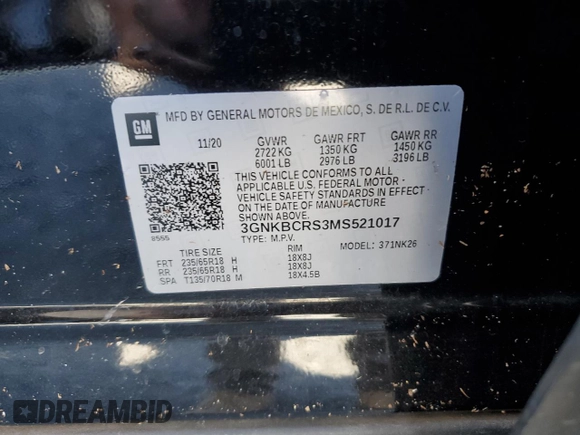 GM
MFD BY GENERAL MOTORS DE MEXICO, S. DE R.L. DE C.V.
11/20 GVWR GAWR FRT GAWR RR
2722 KG 1350 KG 1450 KG
6001 LB 2976 LB 3196 LB
THIS VEHICLE CONFORMS TO ALL
APPLICABLE U.S. FEDERAL MOTOR
VEHICLE SAFETY STANDARDS IN EFFECT
ON THE DATE OF MANUFACTURE
SHOWN ABOVE.
3GNKBCRS3MS521017
TYPE: M.P.V. MODEL: 371NK26
TIRE SIZE RIM
FRT 235/65R18 H 18X8J
RR 235/65R18 H 18X8J
SPA T135/70R18 M 18X4.5B
DREAMBID